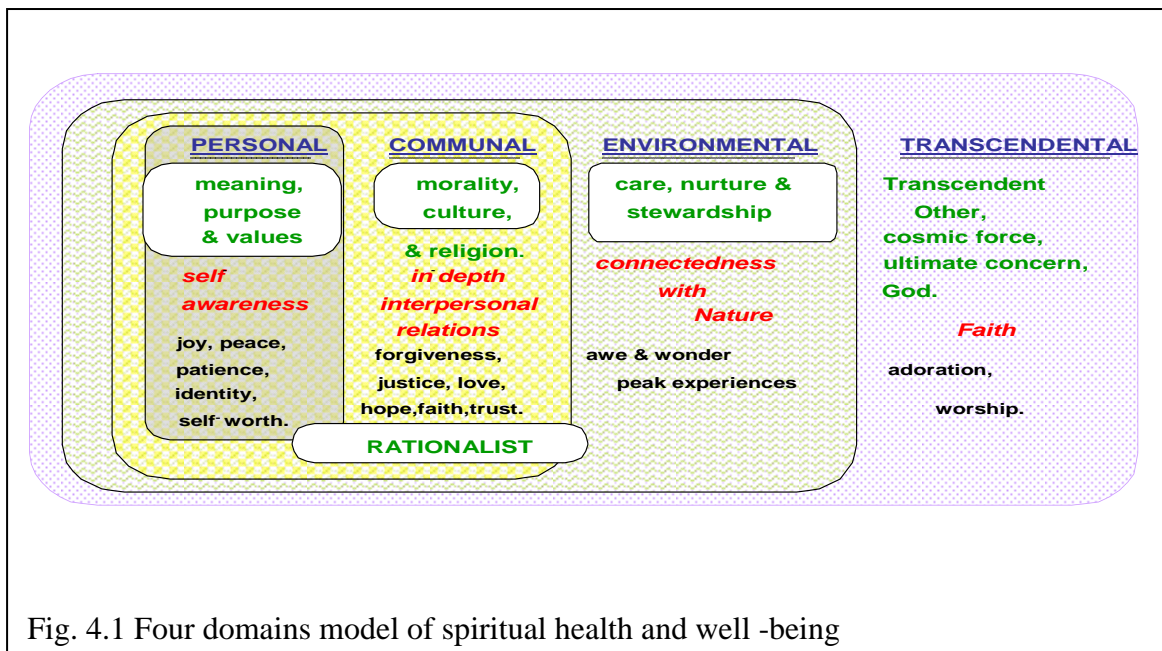 PERSONAL
meaning,
purpose
& values
self
awareness
joy, peace,
patience,
identity,
self-worth.
COMMUNAL
morality,
culture,
& religion.
in-depth
interpersonal
relations
forgiveness,
justice, love,
hope,faith,trust.
RATIONALIST
ENVIRONMENTAL
care, nurture &
stewardship
connectedness
with
Nature
awe & wonder
peak experiences
TRANSCENDENTAL
Transcendent
Other,
cosmic force,
ultimate concern,
God.
Faith
adoration,
worship.
Fig. 4.1 Four domains model of spiritual health and well -being